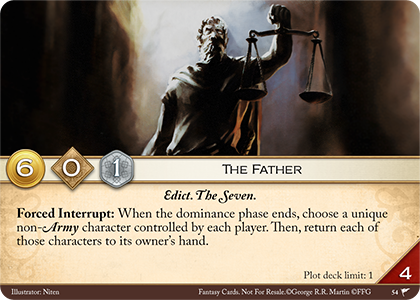 6 0 1 The Father
Edict. The Seven.
Forced Interrupt: When the dominance phase ends, choose a unique
non-Army character controlled by each player. Then, return each of
those characters to its owner's hand.
Plot deck limit: 1
4
Illustrator: Niten Fantasy Cards. Not For Resale. ©George R.R. Martin ©FFG 54